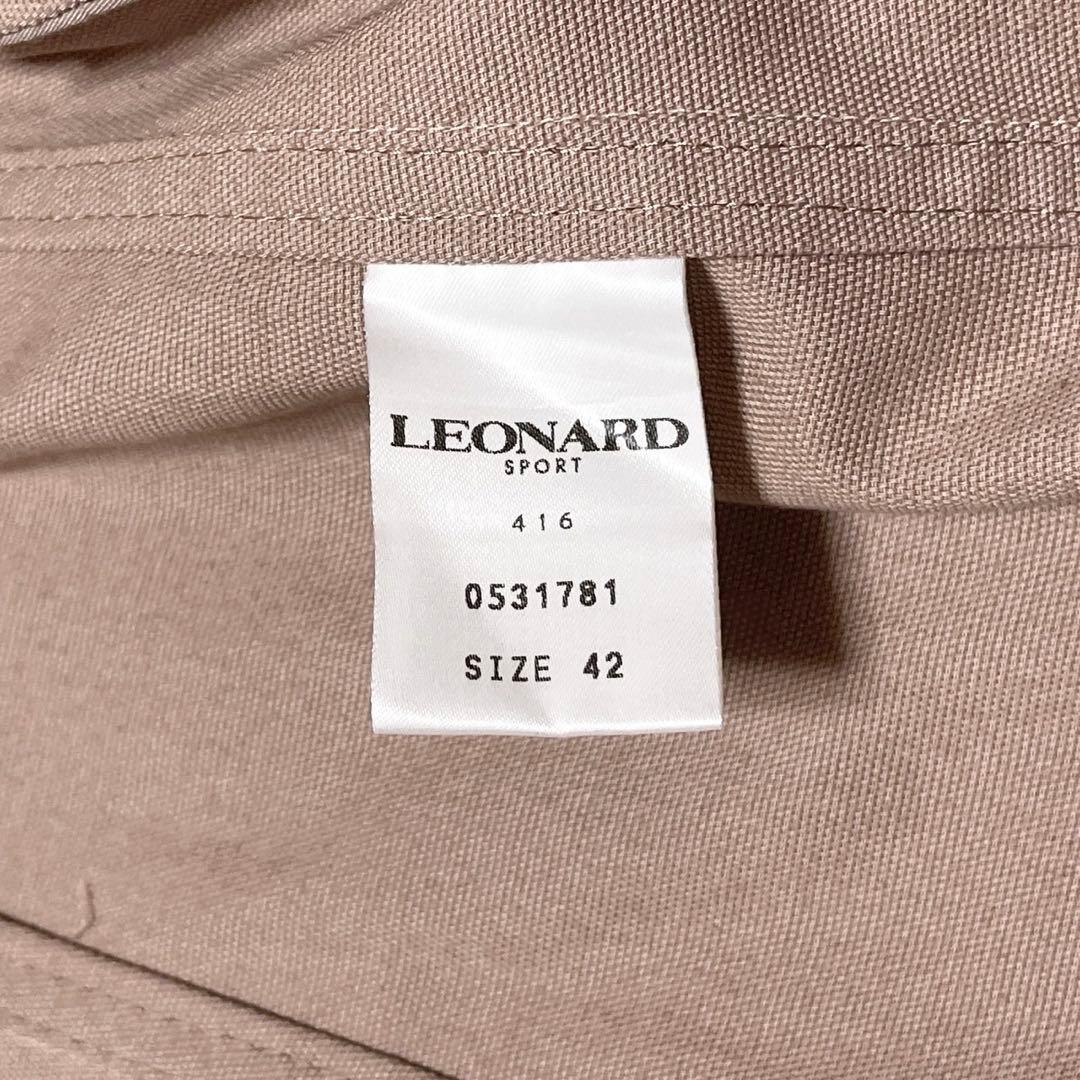 LEONARD
SPORT
416
0531781
SIZE 42